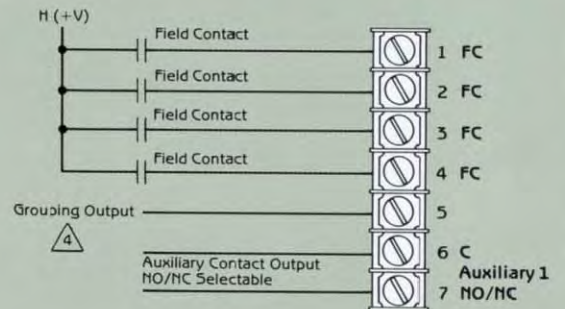 H (+V)
Field Contact
1 FC
Field Contact
2 FC
Field Contact
3 FC
Field Contact
4 FC
Grouping Output
5
4
6 C
Auxiliary Contact Output
NO/NC Selectable
Auxiliary 1
7 NO/NC